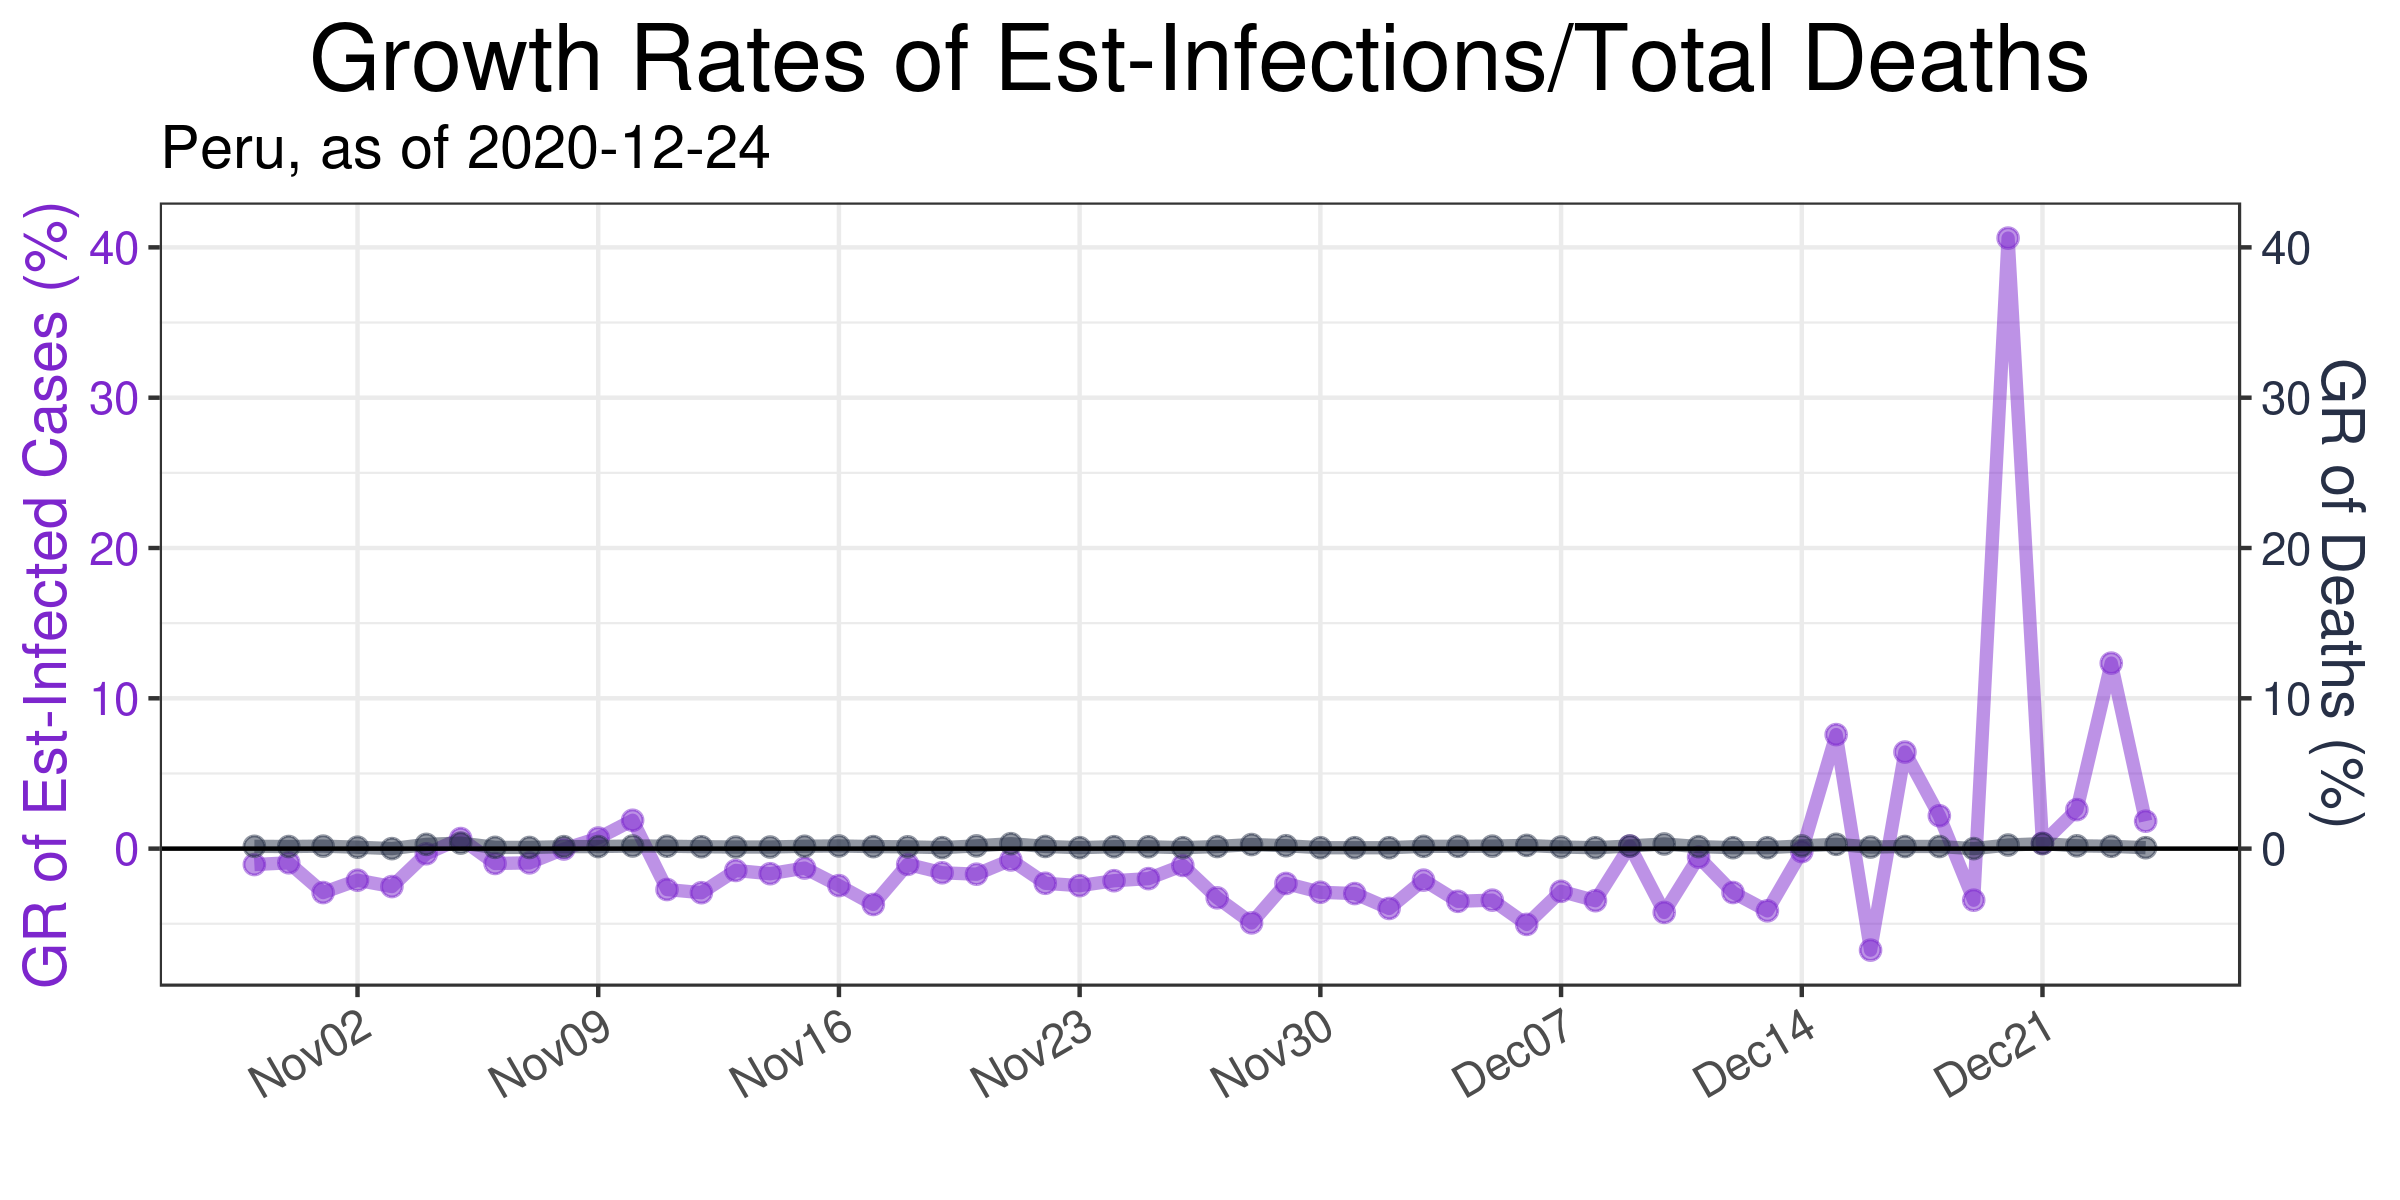 Growth Rates of Est-Infections/Total Deaths
Peru, as of 2020-12-24
GR of Est-Infected Cases (%)
40
30
20
10
0
40
30
20
10
0
GR of Deaths (%)
Nov02
Nov09
Nov16
Nov23
Nov30
Dec07
Dec14
Dec21